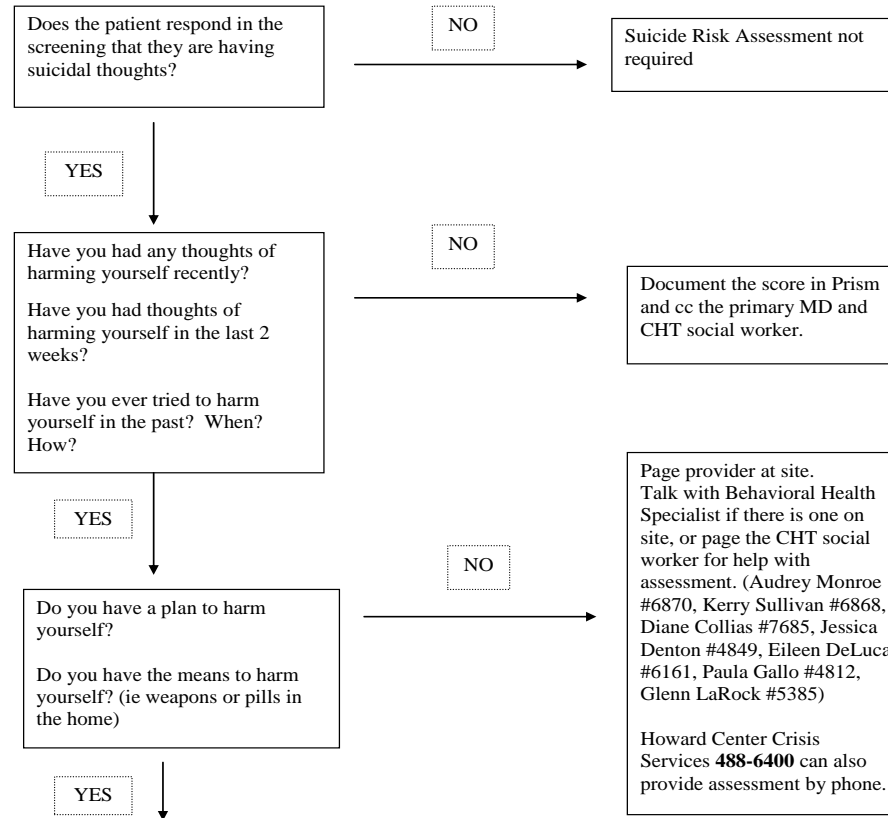 Does the patient respond in the
screening that they are having
suicidal thoughts?
NO
Suicide Risk Assessment not
required
YES
Have you had any thoughts of
harming yourself recently?
Have you had thoughts of
harming yourself in the last 2
weeks?
Have you ever tried to harm
yourself in the past?  When?
How?
NO
Document the score in Prism
and cc the primary MD and
CHT social worker.
YES
Do you have a plan to harm
yourself?
Do you have the means to harm
yourself? (ie weapons or pills in
the home)
NO
Page provider at site.
Talk with Behavioral Health
Specialist if there is one on
site, or page the CHT social
worker for help with
assessment. (Audrey Monroe
#6870, Kerry Sullivan #6868,
Diane Collias #7685, Jessica
Denton #4849, Eileen DeLuca
#6161, Paula Gallo #4812,
Glenn LaRock #5385)
Howard Center Crisis
Services 488-6400 can also
provide assessment by phone.
YES